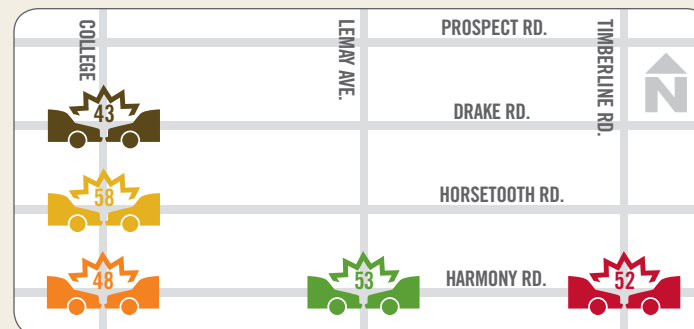 PROSPECT RD.
COLLEGE
LEMAY AVE.
TIMBERLINE RD.
N
43
DRAKE RD.
58
HORSETOOTH RD.
48
53
HARMONY RD.
52